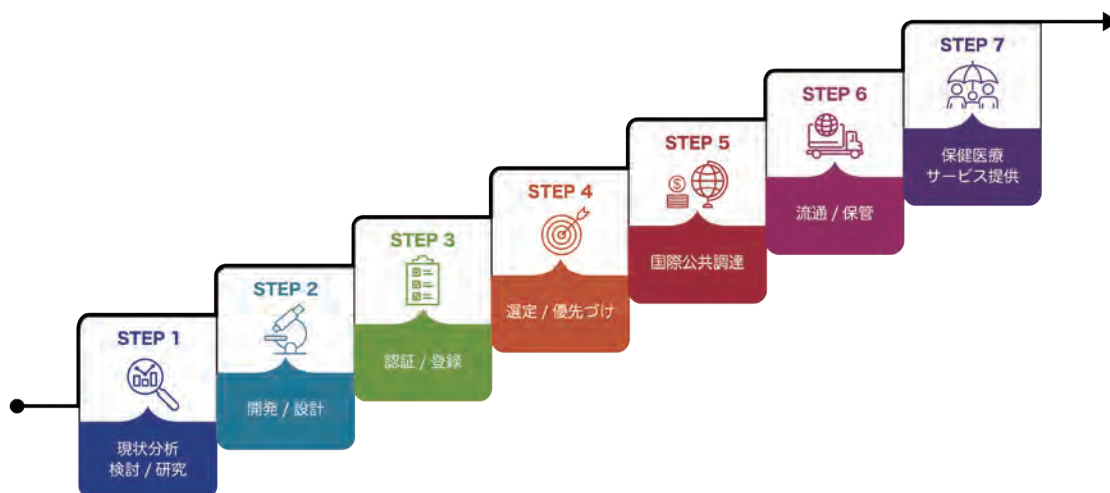 STEP 1
現状分析
検討 / 研究
STEP 2
開発 / 設計
STEP 3
認証 / 登録
STEP 4
選定 / 優先づけ
STEP 5
$
国際公共調達
STEP 6
流通 / 保管
STEP 7
保健医療
サービス提供